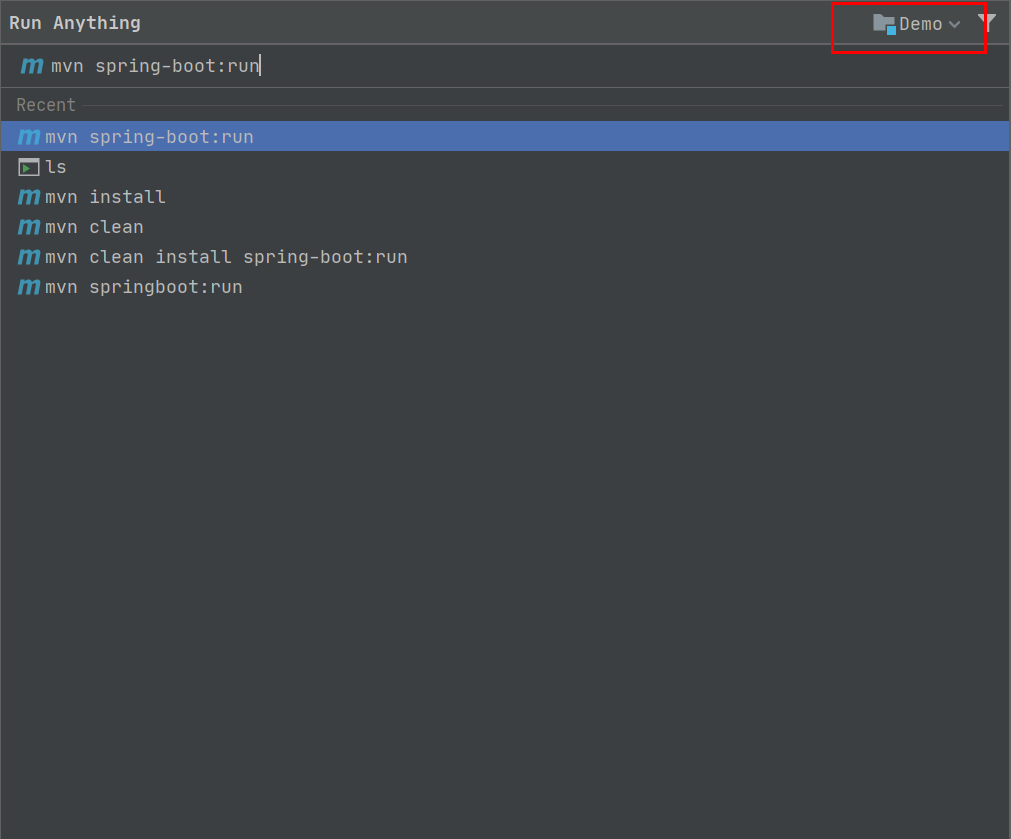 Run Anything
Demo
m mvn spring-boot:run
Recent
m mvn spring-boot:run
ls
m mvn install
m mvn clean
m mvn clean install spring-boot:run
m mvn springboot:run